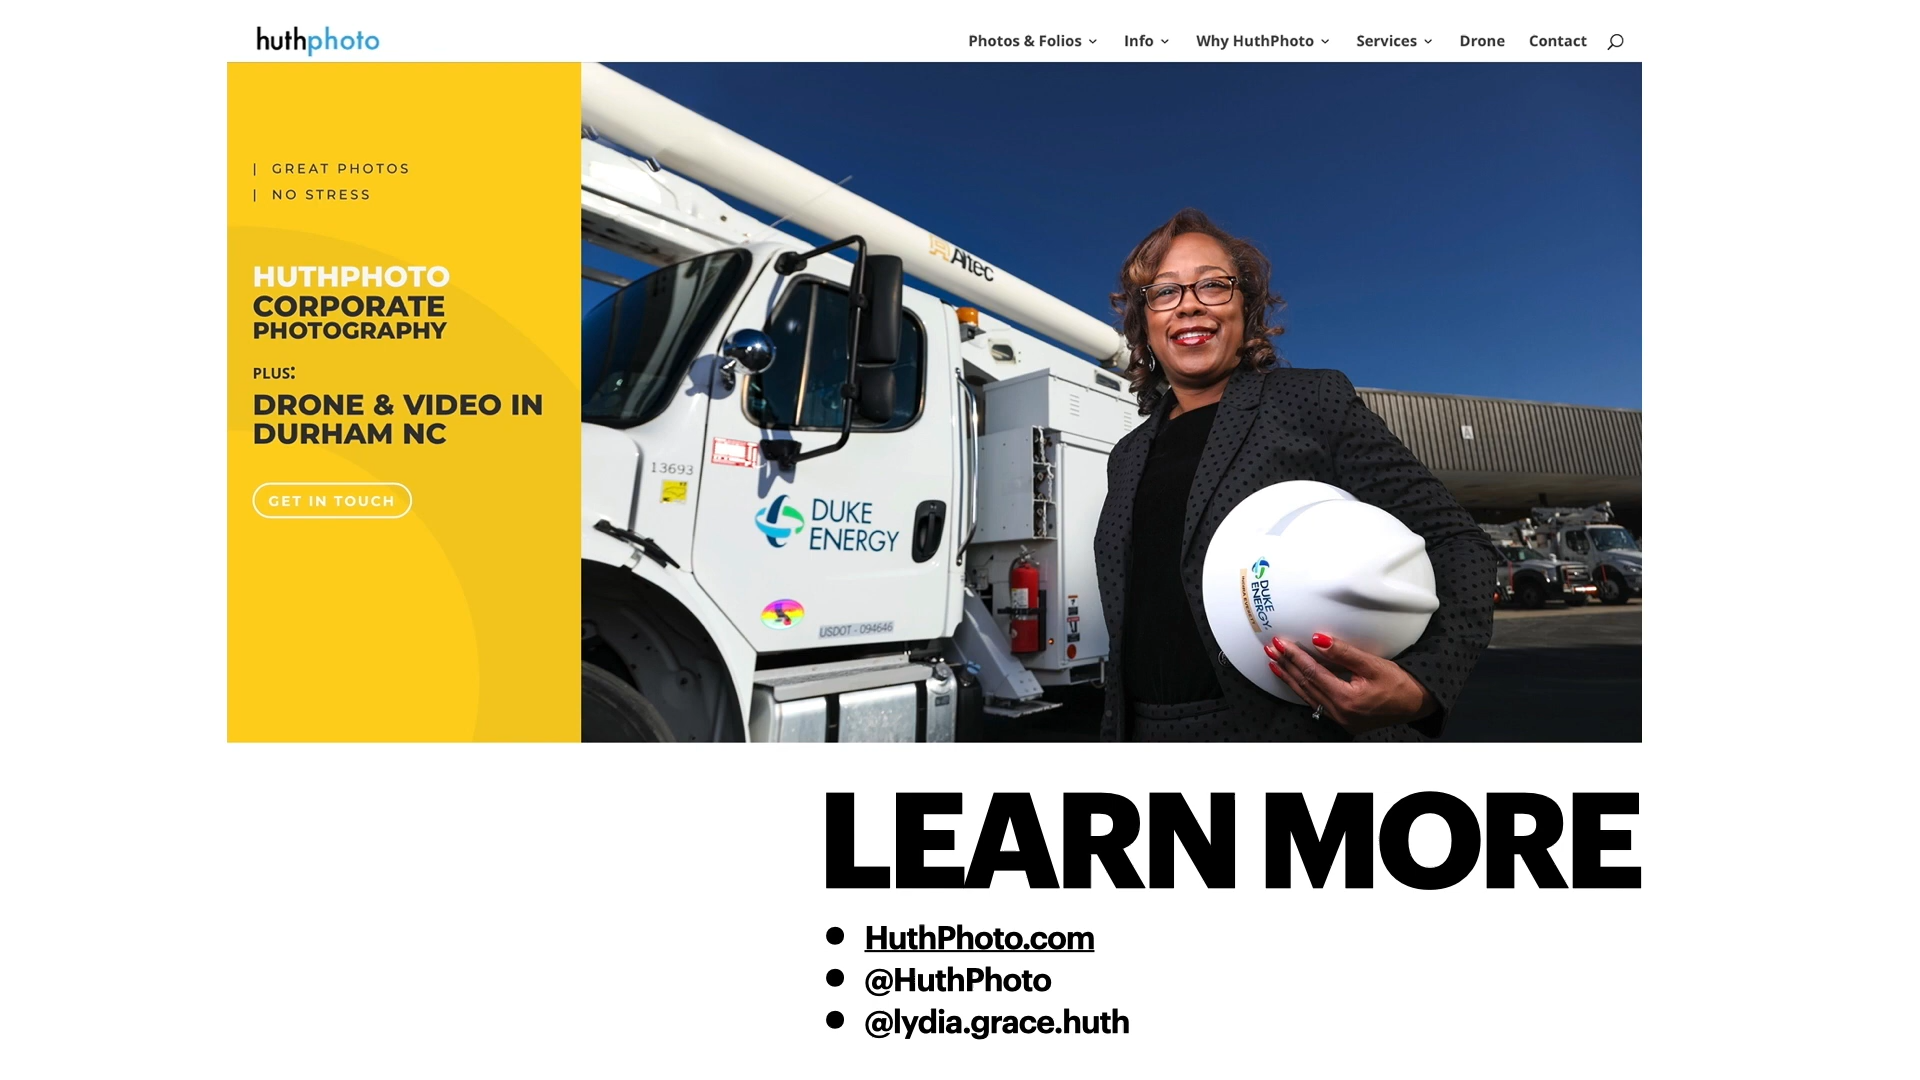 huthphoto
Photos & Folios
Info
Why HuthPhoto
Services
Drone
Contact
| GREAT PHOTOS
| NO STRESS
HUTHPHOTO
CORPORATE
PHOTOGRAPHY
PLUS:
DRONE & VIDEO IN
DURHAM NC
GET IN TOUCH
Altec
13693
DUKE
ENERGY
USDOT - 094646
DUKE
ENERGY
LEARN MORE
• HuthPhoto.com
• @HuthPhoto
• @lydia.grace.huth